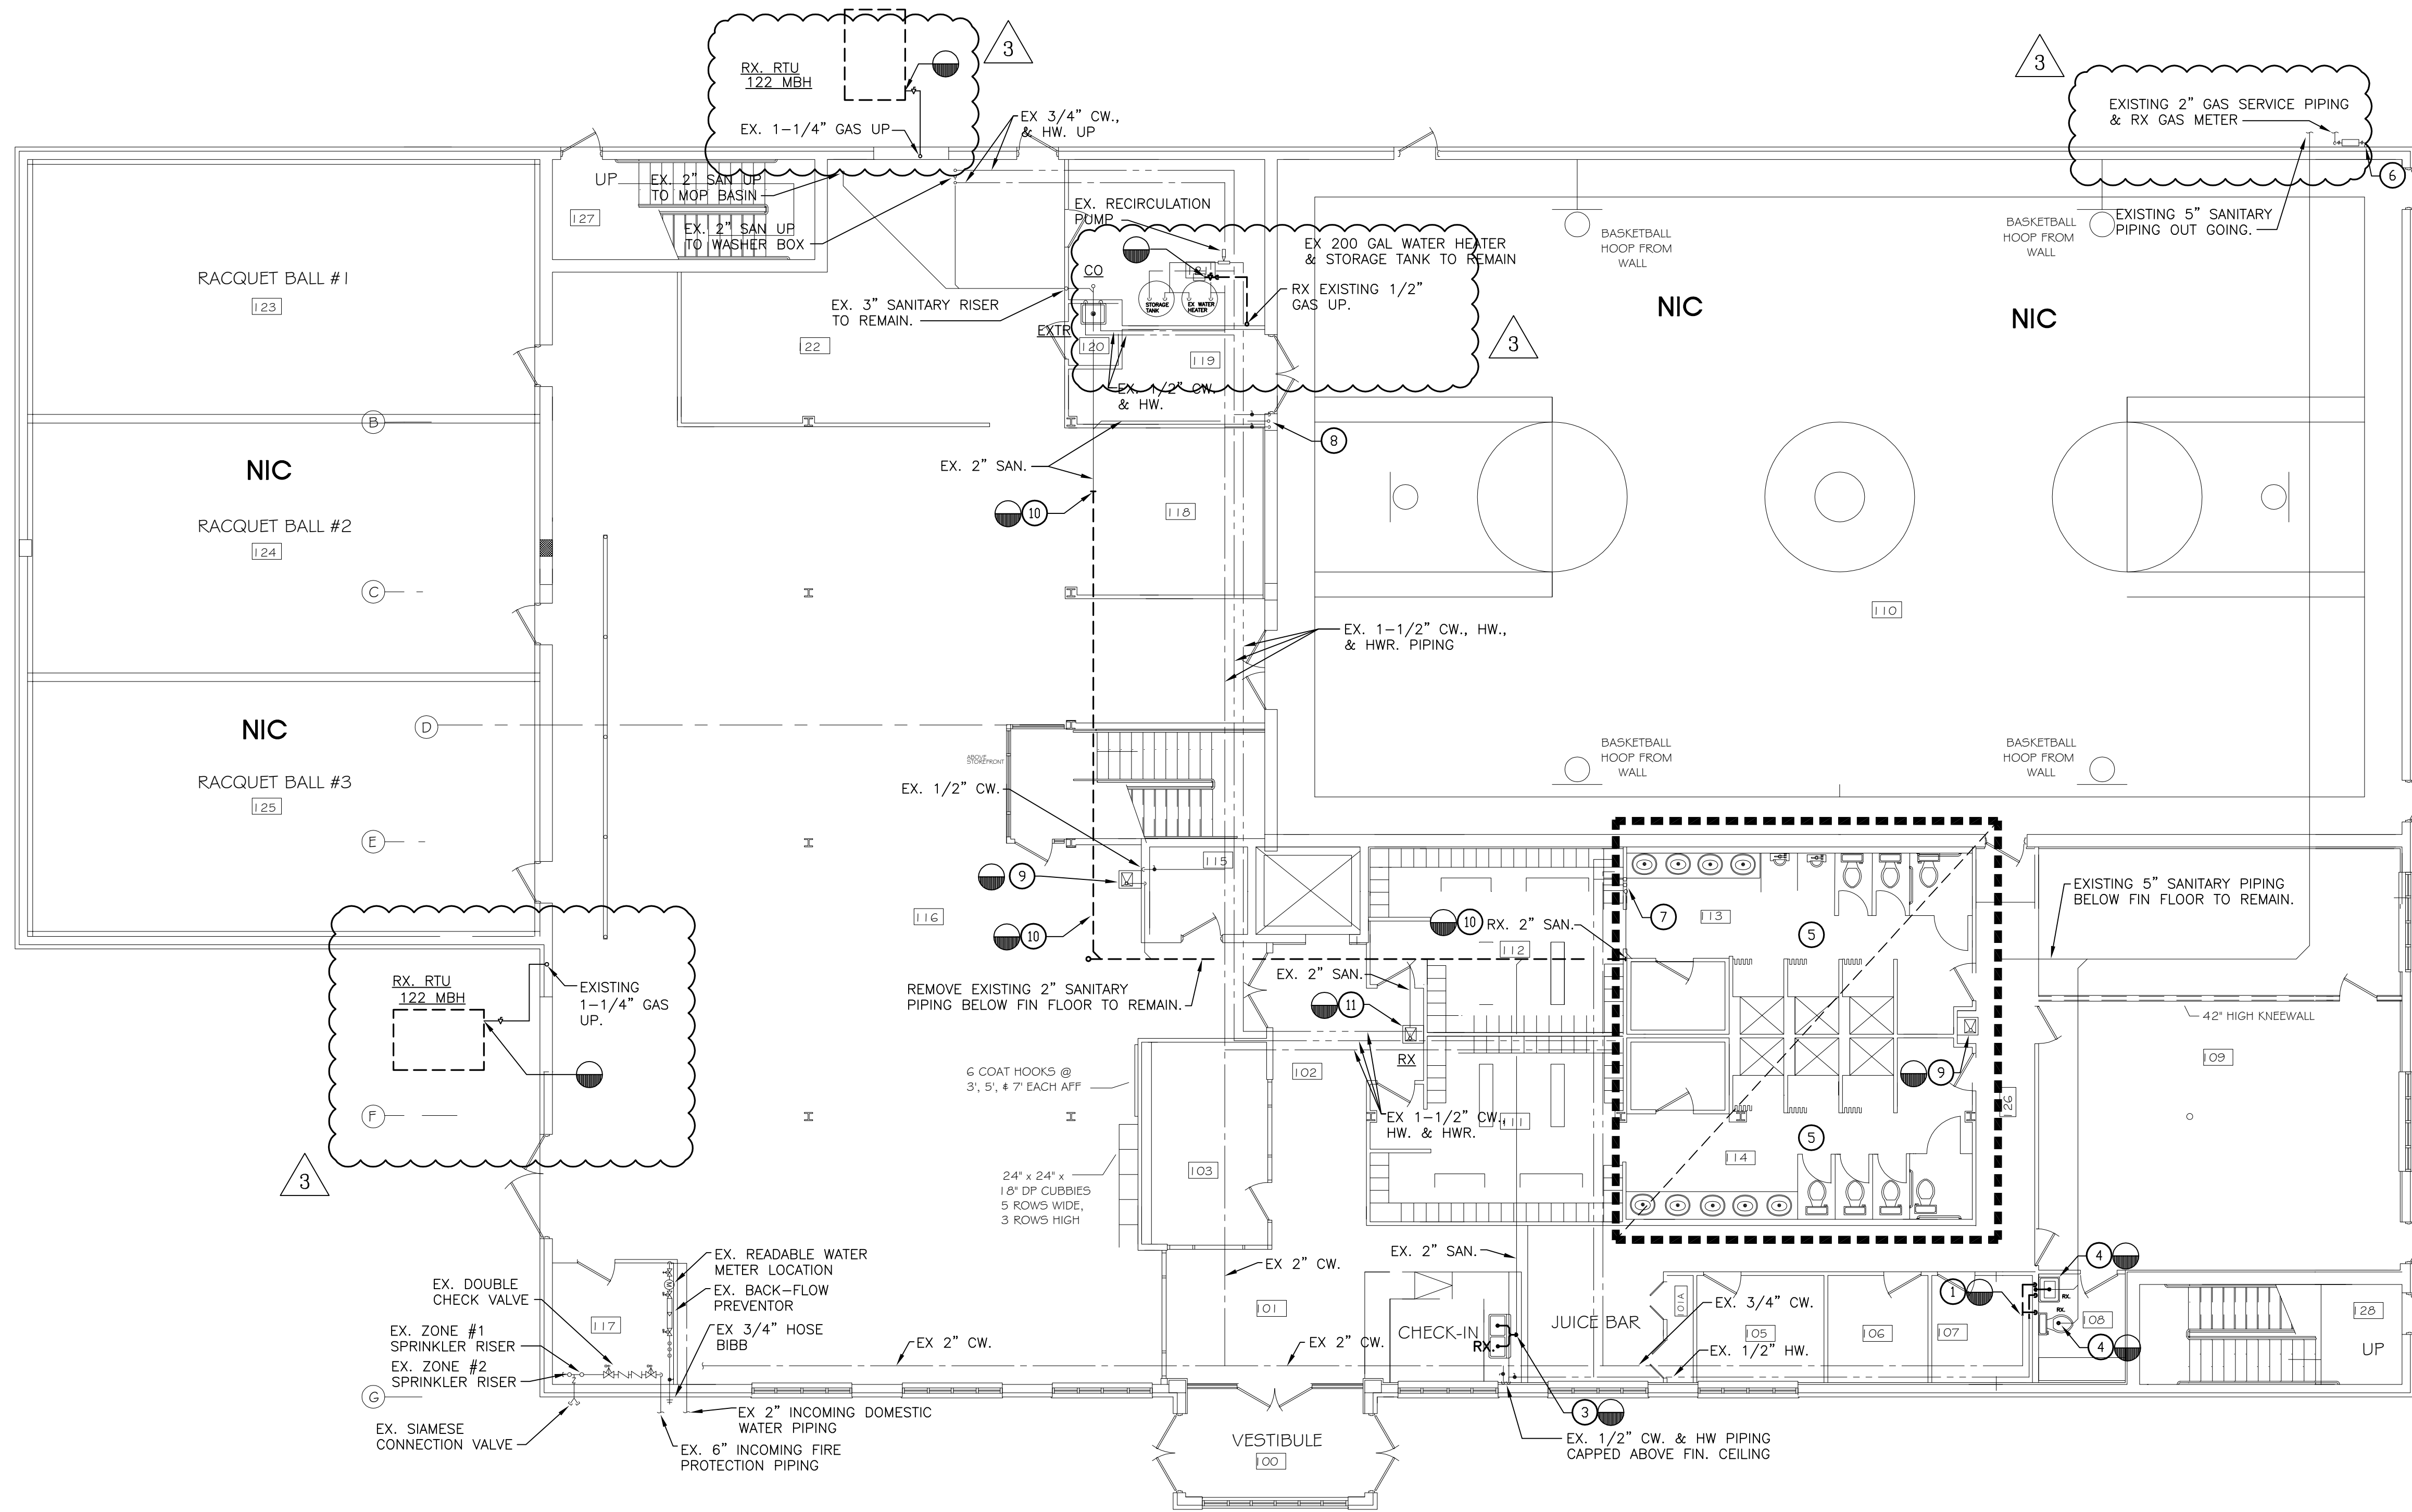 RX. RTU
122 MBH
3
EX. 1-1/4” GAS UP
EX 3/4” CW.,
& HW. UP
3
EXISTING 2” GAS SERVICE PIPING
& RX GAS METER
6
UP
127
EX. 2” SAN UP
TO MOP BASIN
EX. 2” SAN UP
TO WASHER BOX
EX. RECIRCULATION
PUMP
EX 200 GAL WATER HEATER
& STORAGE TANK TO REMAIN
CO
STORAGE
TANK
EX WATER
HEATER
RX EXISTING 1/2”
GAS UP.
EX. 3” SANITARY RISER
TO REMAIN.
EXTR
120
119
122
3
EX. 1/2” CW.
& HW.
8
BASKETBALL
HOOP FROM
WALL
BASKETBALL
HOOP FROM
WALL
EXISTING 5” SANITARY
PIPING OUT GOING.
NIC
NIC
RACQUET BALL #1
123
B
NIC
RACQUET BALL #2
124
C
EX. 2” SAN.
10
118
EX. 1-1/2” CW., HW.,
& HWR. PIPING
110
NIC
D
RACQUET BALL #3
125
E
ABOVE
STOREFRONT
EX. 1/2” CW.
115
9
116
10
BASKETBALL
HOOP FROM
WALL
BASKETBALL
HOOP FROM
WALL
10
RX. 2” SAN.
7
113
5
112
EXISTING 5” SANITARY PIPING
BELOW FIN FLOOR TO REMAIN.
RX. RTU
122 MBH
EXISTING
1-1/4” GAS
UP.
F
3
REMOVE EXISTING 2” SANITARY
PIPING BELOW FIN FLOOR TO REMAIN.
EX. 2” SAN.
11
RX
42" HIGH KNEEWALL
109
9
126
6 COAT HOOKS @
3', 5', & 7' EACH AFF
102
EX 1-1/2” CW.,
HW. & HWR.
111
5
114
103
24" x 24" x
18" DP CUBBIES
5 ROWS WIDE,
3 ROWS HIGH
EX. READABLE WATER
METER LOCATION
EX. BACK-FLOW
PREVENTOR
EX 3/4” HOSE
BIBB
EX. DOUBLE
CHECK VALVE
EX. ZONE #1
SPRINKLER RISER
EX. ZONE #2
SPRINKLER RISER
117
M
G
EX. SIAMESE
CONNECTION VALVE
EX 2” INCOMING DOMESTIC
WATER PIPING
EX. 6” INCOMING FIRE
PROTECTION PIPING
EX 2” CW.
EX 2” CW.
101
EX 2” CW.
EX. 2” SAN.
CHECK-IN
RX.
JUICE BAR
101A
EX. 3/4” CW.
EX. 1/2” HW.
105
106
107
1
4
RX.
RX.
108
4
128
UP
3
EX. 1/2” CW. & HW PIPING
CAPPED ABOVE FIN. CEILING
VESTIBULE
100